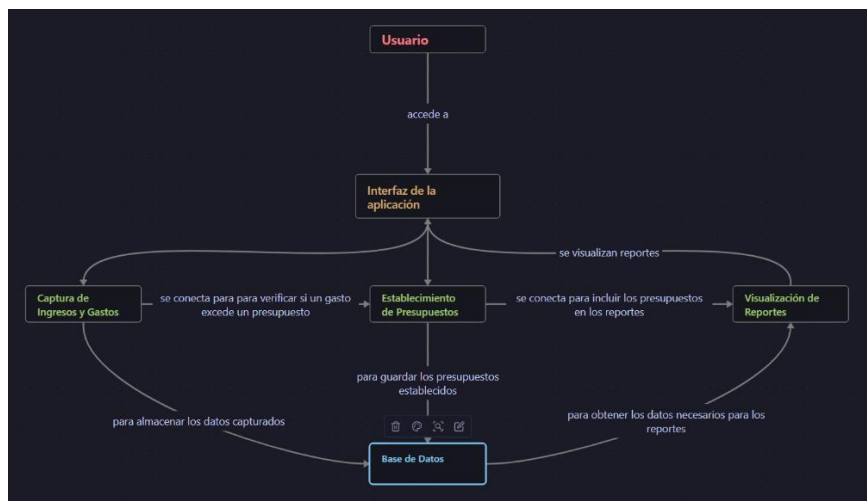 Usuario
accede a
Interfaz de la
aplicación
se visualizan reportes
Captura de
Ingresos y Gastos
se conecta para para verificar si un gasto
excede un presupuesto
Establecimiento
de Presupuestos
se conecta para incluir los presupuestos
en los reportes
Visualización de
Reportes
para guardar los presupuestos
establecidos
para almacenar los datos capturados
para obtener los datos necesarios para los
reportes
Base de Datos